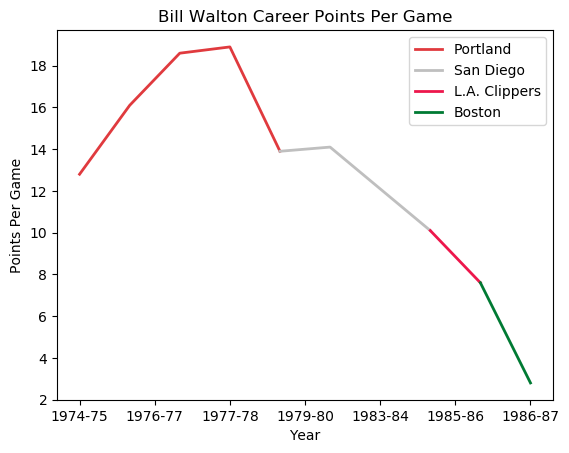 Bill Walton Career Points Per Game
Portland
San Diego
L.A. Clippers
Boston
18
16
14
12
10
8
6
4
2
Points Per Game
1974-75 1976-77 1977-78 1979-80 1983-84 1985-86 1986-87
Year